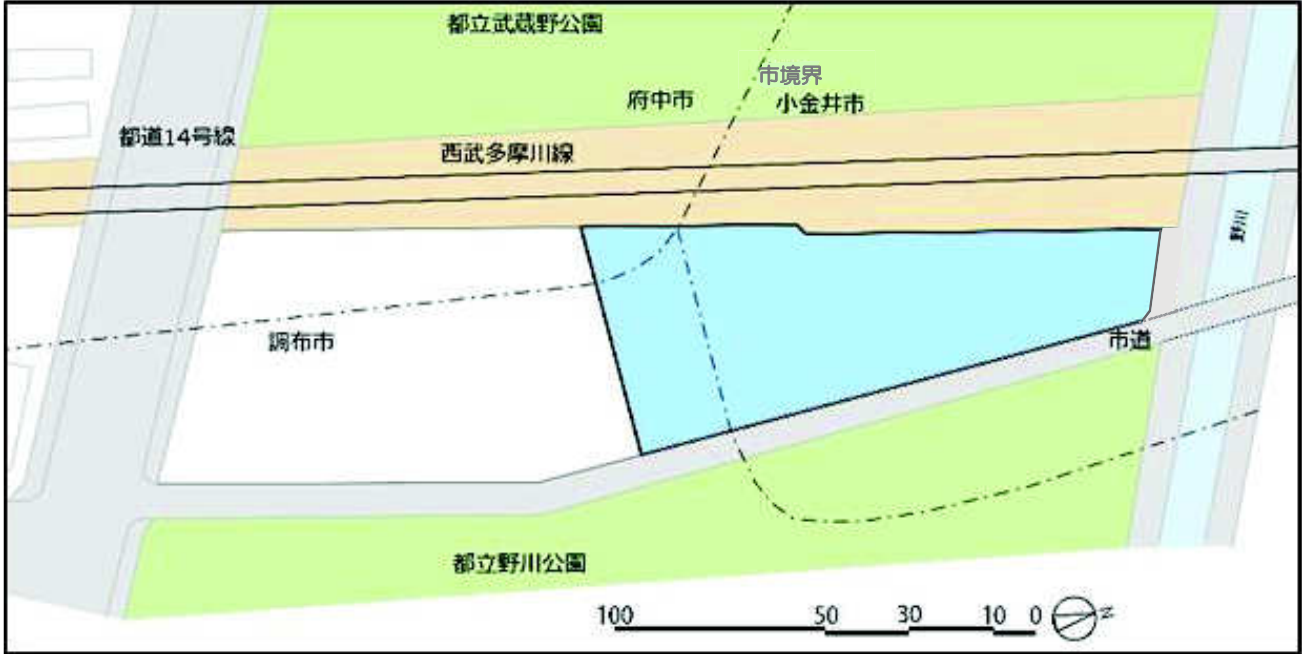 都立武蔵野公園
市境界
府中市
小金井市
都道14号線
西武多摩川線
野川
調布市
市道
都立野川公園
100 50 30 10 0 N